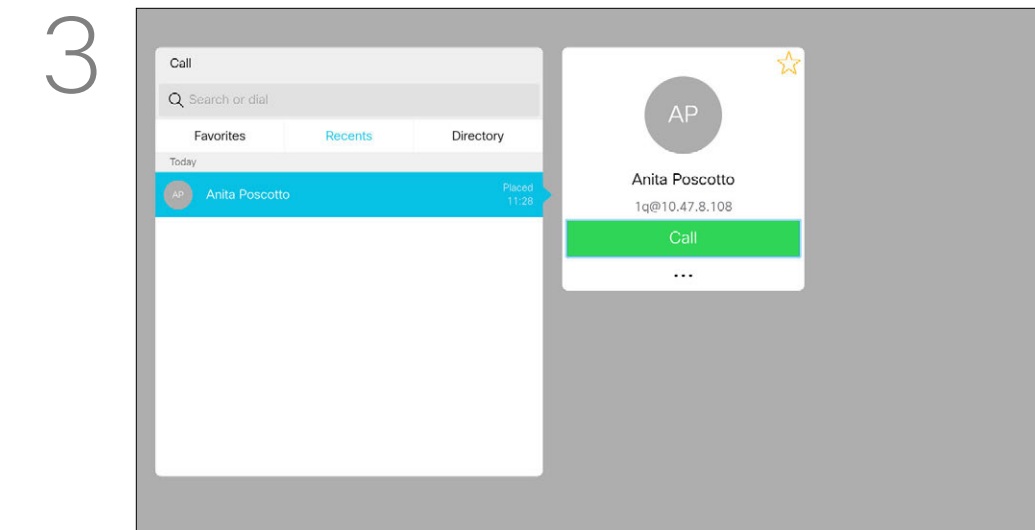 3
Call
Search or dial
Favorites Recents Directory
Today
AP Anita Poscotto Placed
11:28
AP
Anita Poscotto
1q@10.47.8.108
Call
...